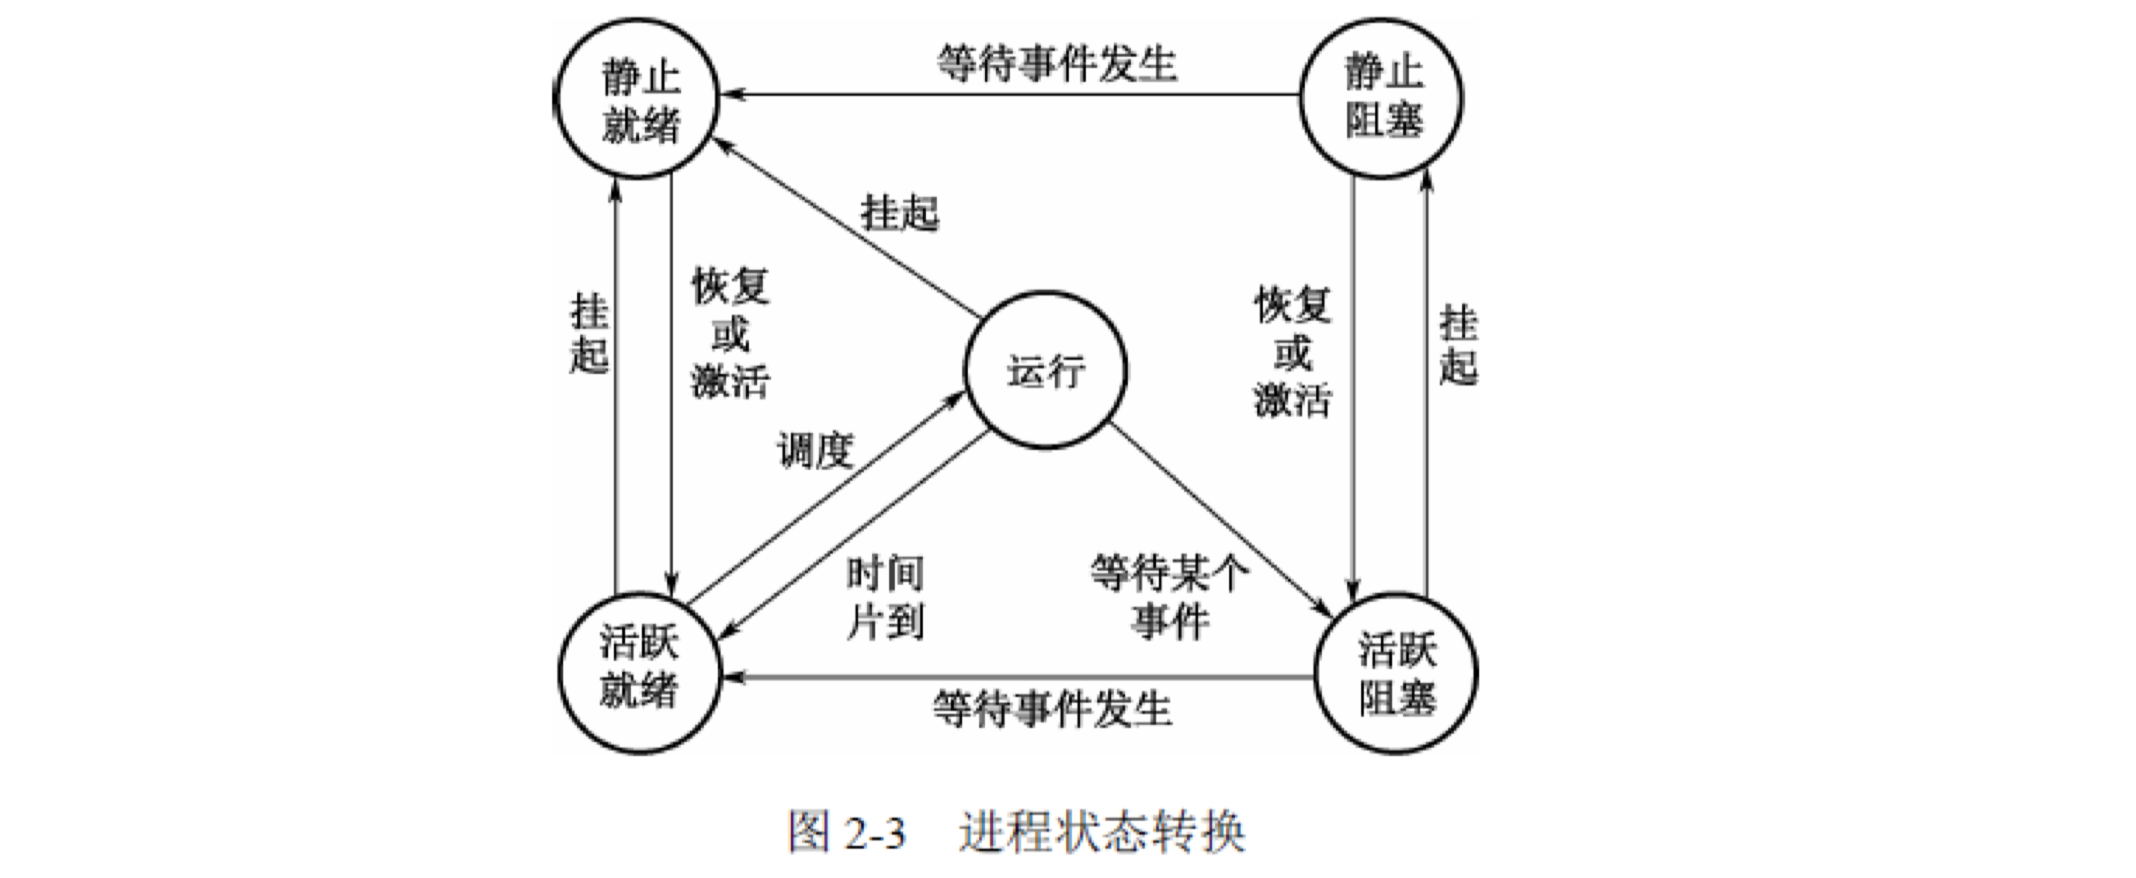 静止
就绪
等待事件发生
静止
阻塞
挂起
挂
起
恢复
或
激活
运行
恢复
或
激活
挂
起
调度
时间
片到
等待某个
事件
活跃
就绪
等待事件发生
活跃
阻塞
图 2-3 进程状态转换